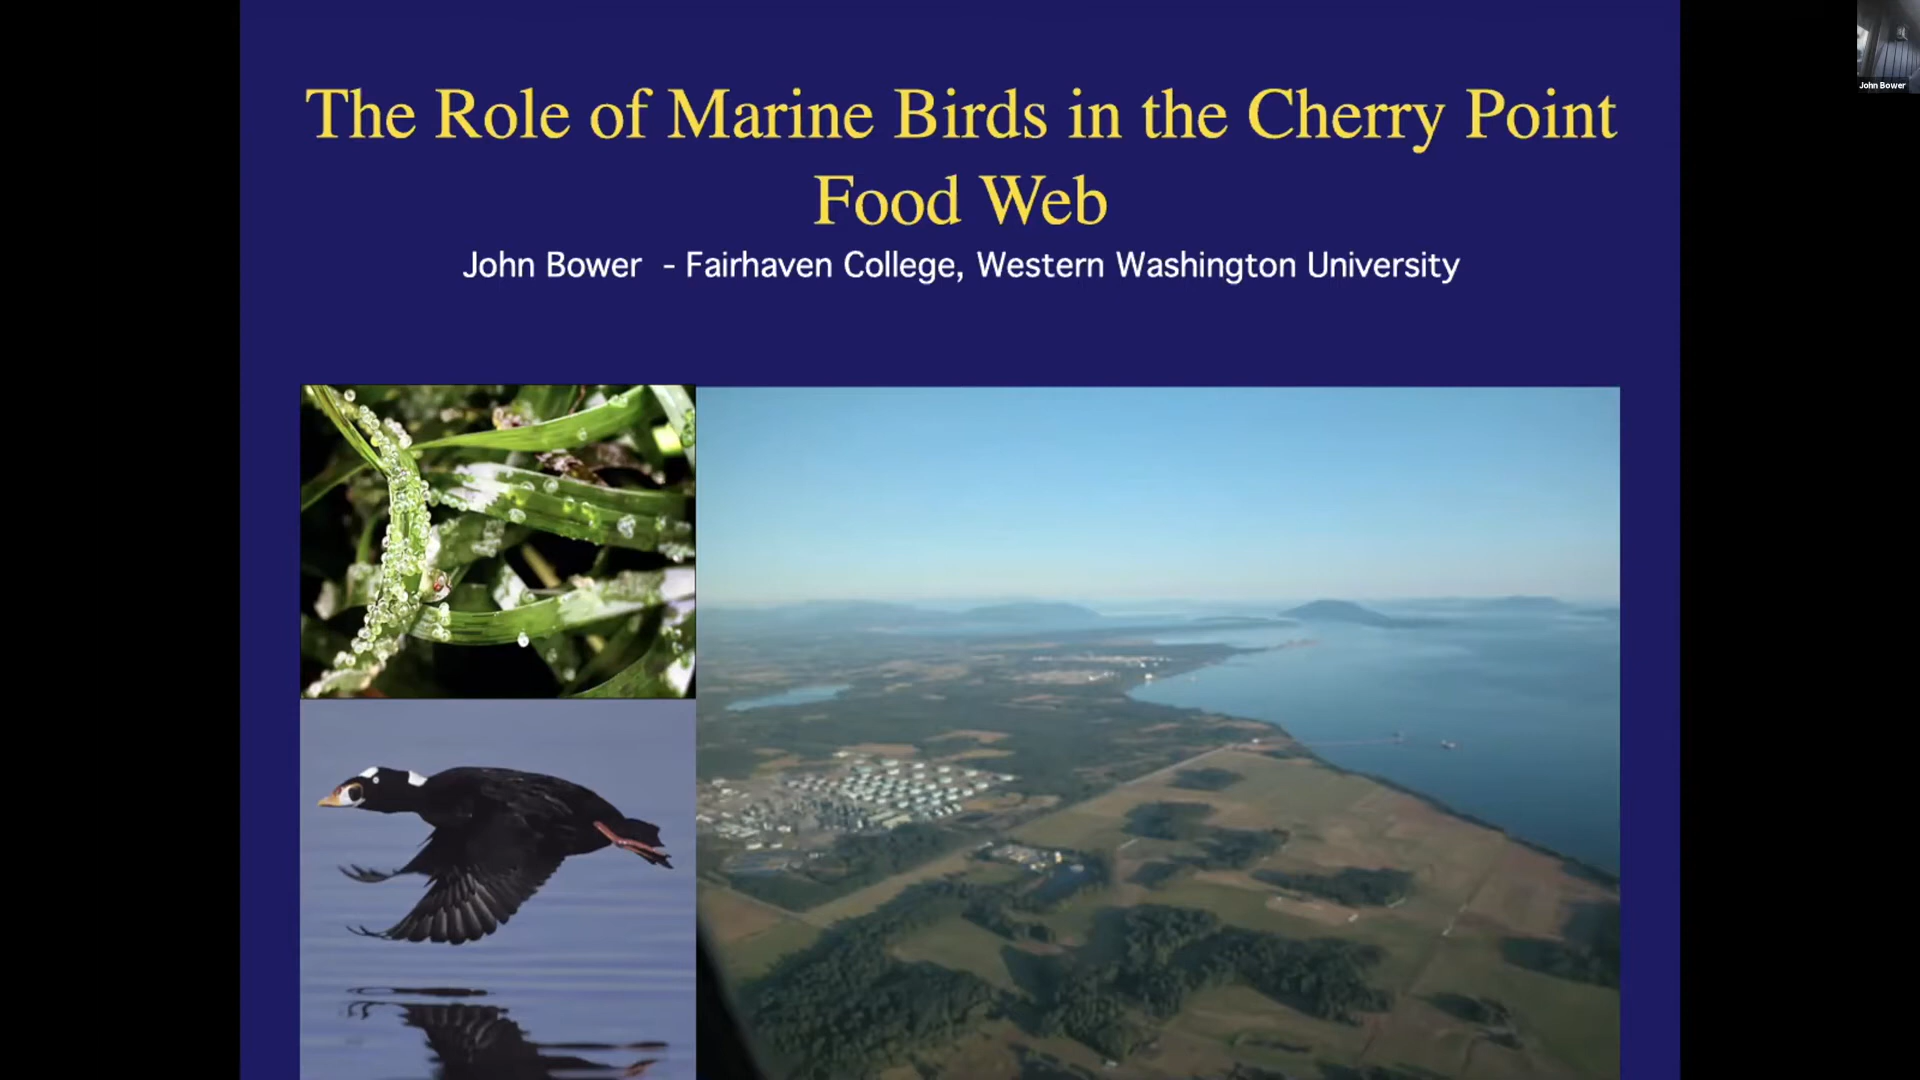 The Role of Marine Birds in the Cherry Point
Food Web
John Bower - Fairhaven College, Western Washington University
John Bower